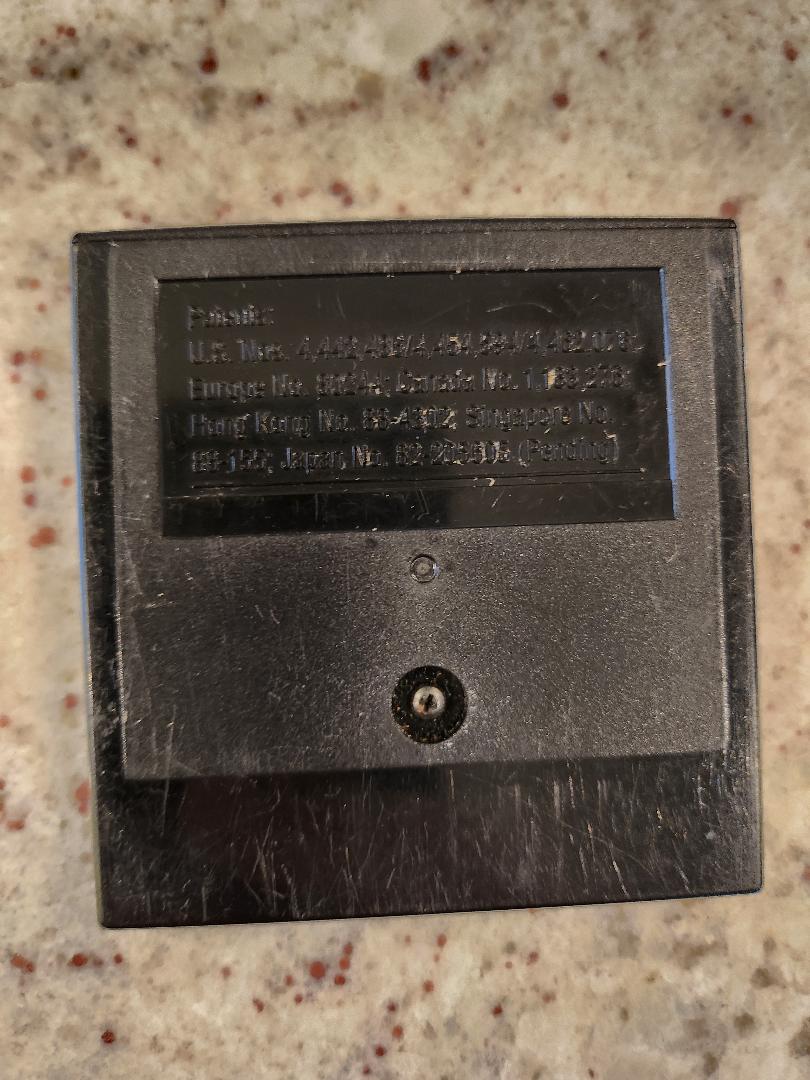 Patents:
U.S. Nos. 4,442,486/4,454,594/4,462,076
Europe No. Canada No. 1,183,276
Hong Kong No. 88-4302; Singapore No.
88-155; Japan No. 82-205605 (Pending)